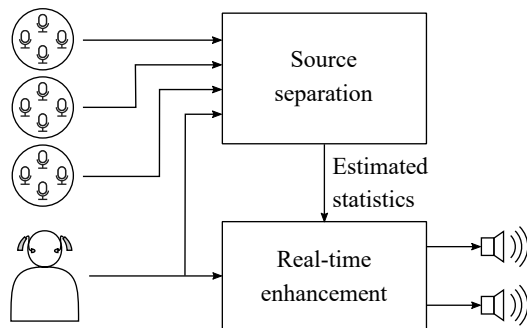 Source
separation
Estimated
statistics
Real-time
enhancement